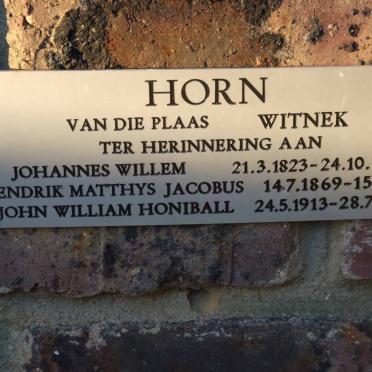 HORN
VAN DIE PLAAS WITNEK
TER HERINNERING AAN
JOHANNES WILLEM 21.3.1823-24.10.
ENDRIK MATTHYS JACOBUS 14.7.1869-15
JOHN WILLIAM HONIBALL 24.5.1913-28.7